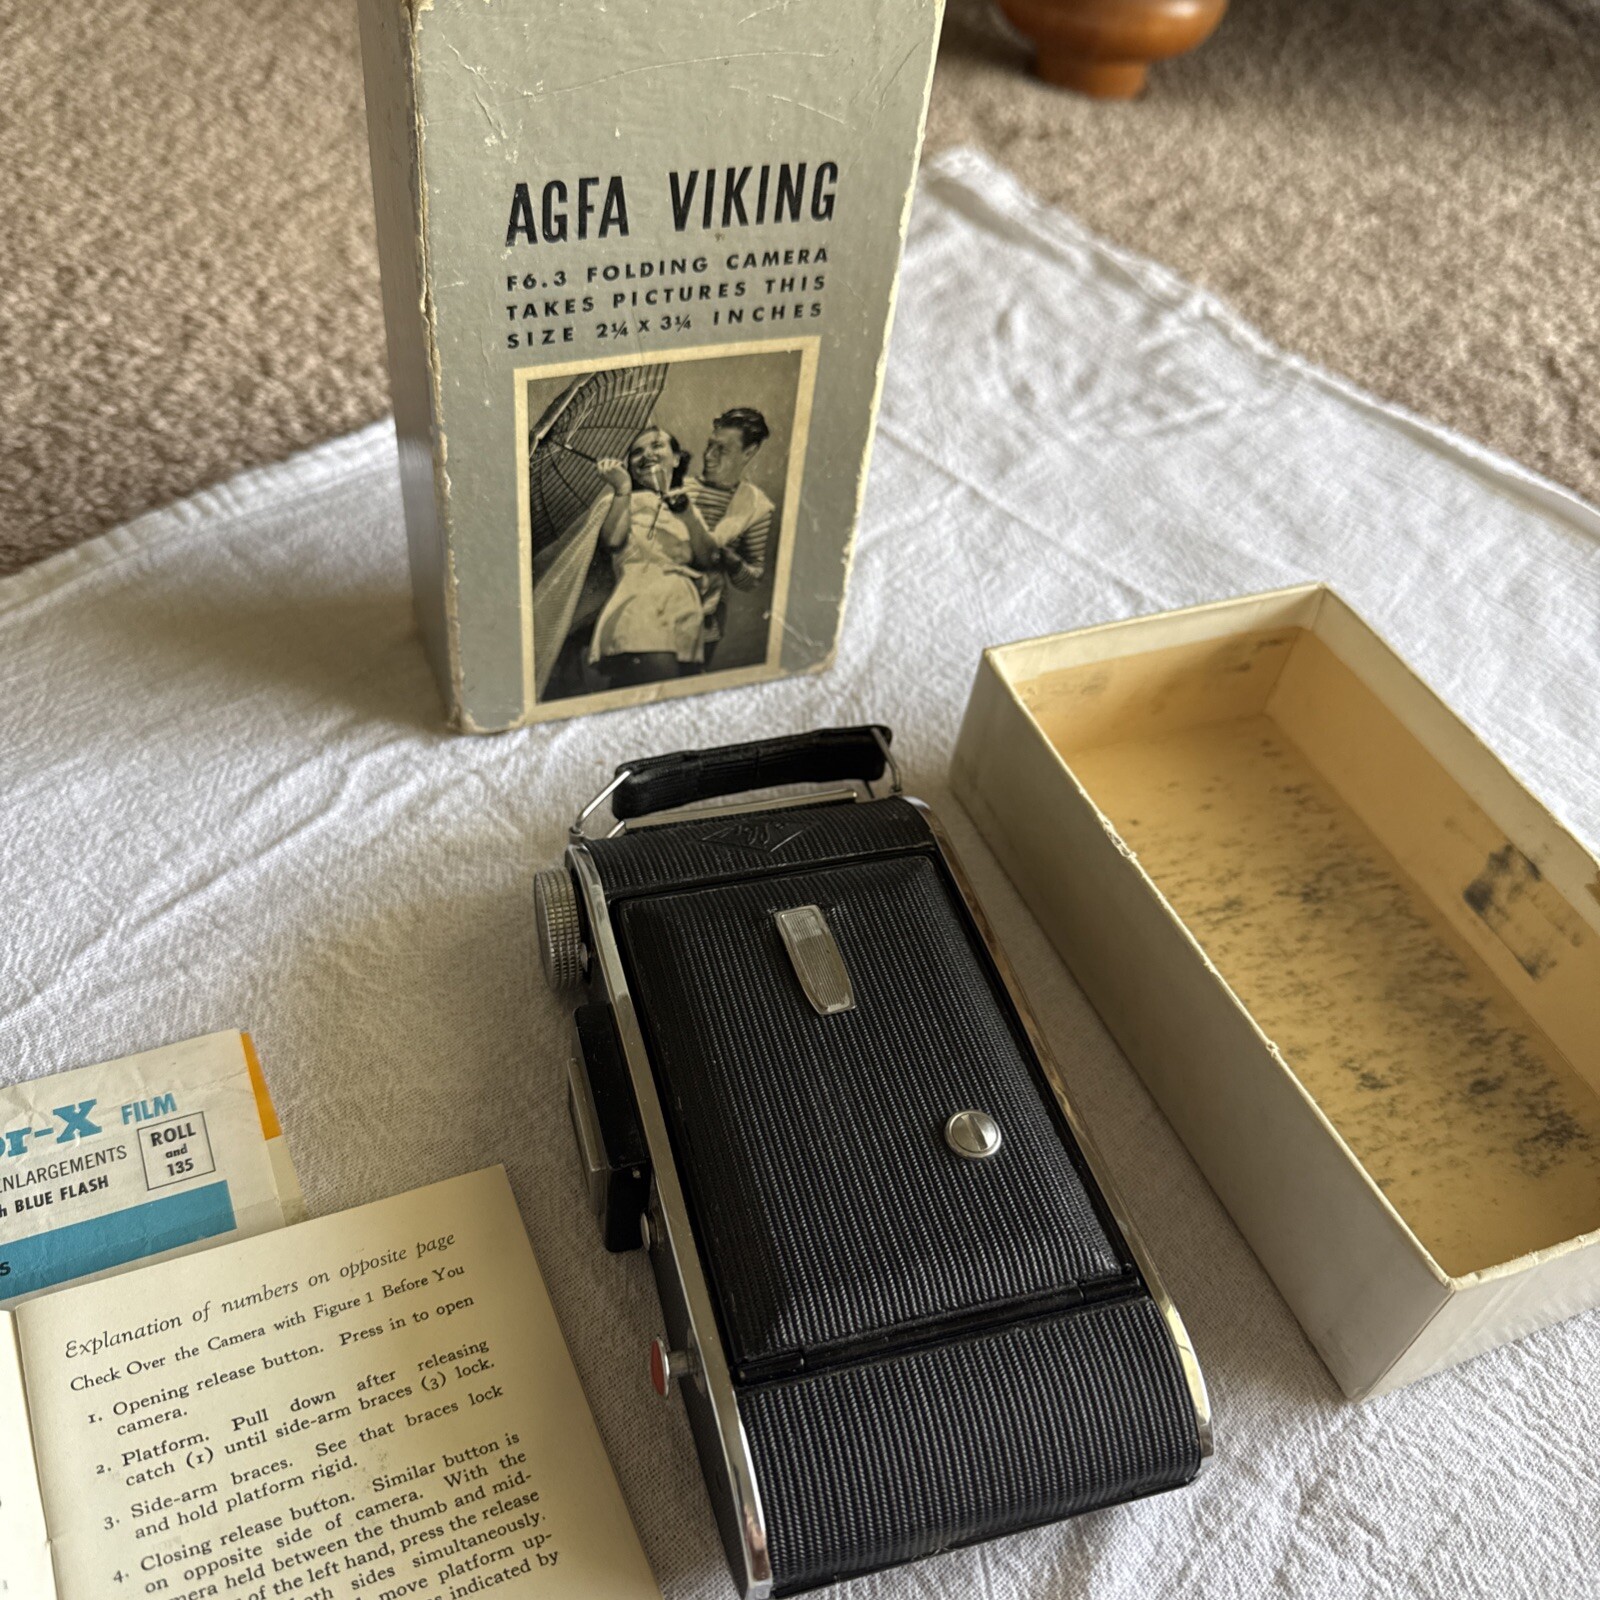 AGFA VIKING
F6.3 FOLDING CAMERA
TAKES PICTURES THIS
SIZE 2¼ X 3¼ INCHES
r-X FILM
ENLARGEMENTS
BLUE FLASH
ROLL
and
135
S
Explanation of numbers on opposite page
Check Over the Camera with Figure 1 Before You
1. Opening release button. Press in to open
camera.
2. Platform. Pull down after releasing
catch (1) until side-arm braces (3) lock.
3. Side-arm braces. See that braces lock
and hold platform rigid.
4. Closing release button. Similar button is
on opposite side of camera. With the
mera held between the thumb and mid-
of the left hand, press the release
both sides simultaneously.
move platform up-
indicated by